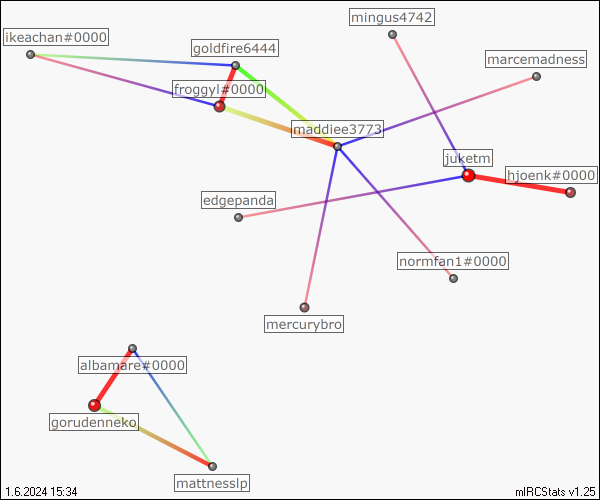 mingus4742
ikeachan#0000
goldfire6444
marcemadness
froggyl#0000
maddiee3773
juketm
hjoenk#0000
edgepanda
normfan1#0000
mercurybro
albamare#0000
gorudenneko
mattnesslp
1.6.2024 15:34
mIRCStats v1.25